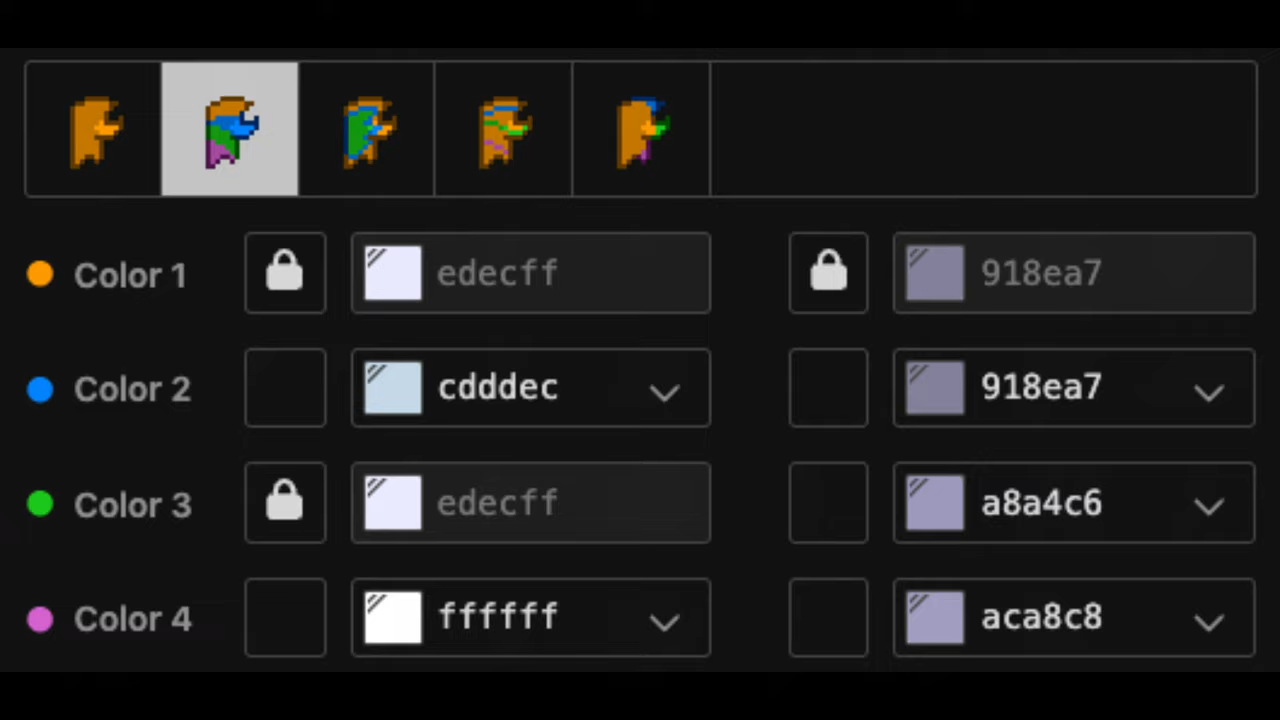 Color 1 edecff 918ea7
Color 2 cdddec 918ea7
Color 3 edecff a8a4c6
Color 4 ffffff aca8c8